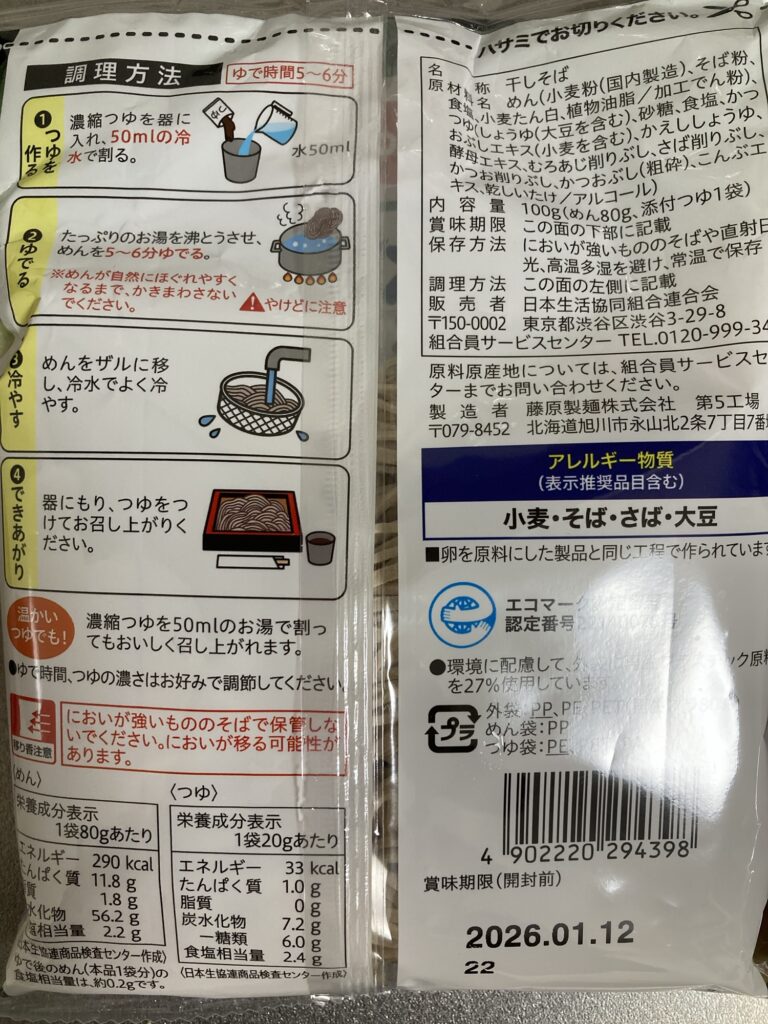 調理方法 ゆで時間5〜6分
❶つゆを作る
濃縮つゆを器に
入れ、50mlの冷
水で割る。
つゆ
水50ml
❷ゆでる
たっぷりのお湯を沸とうさせ、
めんを5〜6分ゆでる。
※めんが自然にほぐれやすく
なるまで、かきまわさない
でください。
やけどに注意
❸冷やす
めんをザルに移
し、冷水でよく冷
やす。
❹できあがり
器にもり、つゆをつ
けてお召し上がりく
ださい。
温かい
つゆでも!
濃縮つゆを50mlのお湯で割っ
てもおいしく召し上がれます。
●ゆで時間、つゆの濃さはお好みで調節してください。
移り香注意
においが強いもののそばで保管しな
いでください。においが移る可能性が
あります。
〈めん〉
栄養成分表示
1袋80gあたり
エネルギー 290 kcal
たんぱく質 11.8 g
質 1.8 g
水化物 56.2 g
塩相当量 2.2 g
日本生協連商品検査センター作成〉
ゆで後のめん(本品1袋分)の
食塩相当量は、約0.2gです。
〈つゆ〉
栄養成分表示
1袋20gあたり
エネルギー 33 kcal
たんぱく質 1.0 g
脂質 0 g
炭水化物 7.2 g
ー糖類 6.0 g
食塩相当量 2.4 g
〈日本生協連商品検査センター作成〉
ハサミでお切りください。
名称 干しそば
原材料名 めん(小麦粉(国内製造)、そば粉、
食塩、小麦たん白、植物油脂/加工でん粉)、
つゆ(しょうゆ(大豆を含む)、砂糖、食塩、かつ
おぶしエキス(小麦を含む)、かえししょうゆ、
酵母エキス、むろあじ削りぶし、さば削りぶし、
かつお削りぶし、かつおぶし(粗砕)、こんぶエ
キス、乾しいたけ/アルコール)
内容量 100g(めん80g、添付つゆ1袋)
賞味期限 この面の下部に記載
保存方法 においが強いもののそばや直射日
光、高温多湿を避け、常温で保存
調理方法 この面の左側に記載
販売者 日本生活協同組合連合会
〒150-0002 東京都渋谷区渋谷3-29-8
組合員サービスセンター TEL.0120-999-34
原料原産地については、組合員サービスセ
ターまでお問い合わせください。
製造者 藤原製麺株式会社 第5工場
〒079-8452 北海道旭川市永山北2条7丁目7番
アレルギー物質
(表示推奨品目含む)
小麦・そば・さば・大豆
■卵を原料にした製品と同じ工程で作られています
エコマーク
認定番号
●環境に配慮して、外 ック原料
を27%使用しています
プラ
外袋:PP、PE、PET
めん袋:PP
つゆ袋:PE
4 902220 294398
賞味期限(開封前)
2026.01.12
22